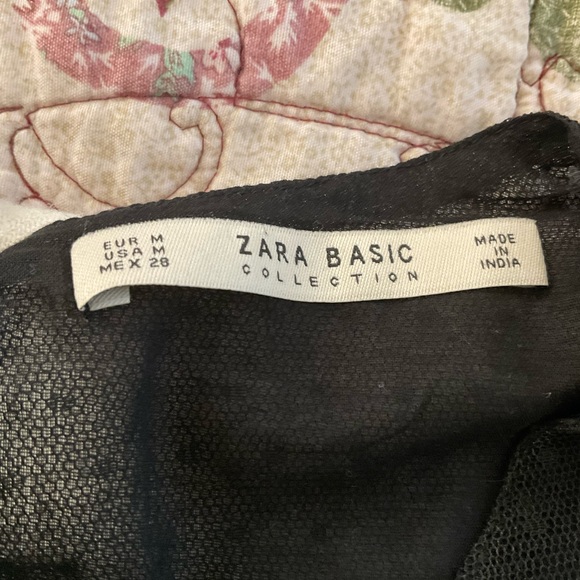 EUR M
USA M
MEX 28
ZARA BASIC
COLLECTION
MADE
IN
INDIA